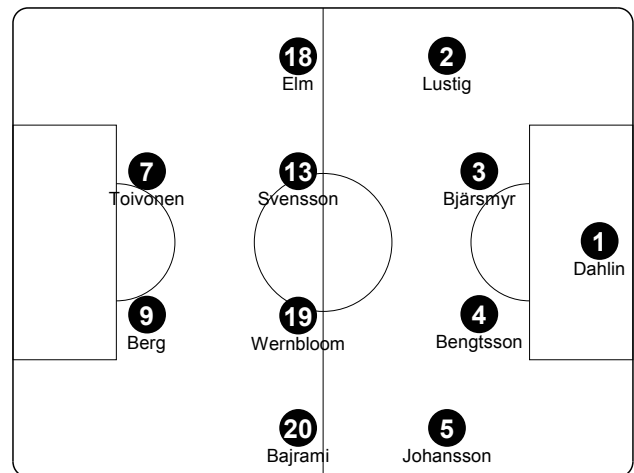 18
Elm
2
Lustig
7
Toivonen
13
Svensson
3
Bjärsmyr
1
Dahlin
9
Berg
19
Wernbloom
4
Bengtsson
20
Bajrami
5
Johansson